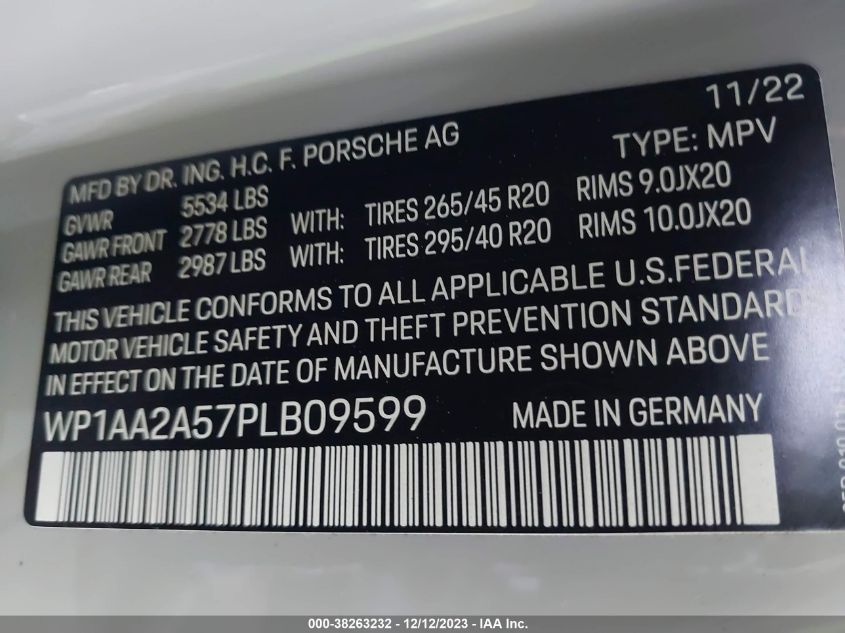 11/22
MFD BY DR. ING. H.C. F. PORSCHE AG TYPE: MPV
GVWR 5534 LBS
GAWR FRONT 2778 LBS WITH: TIRES 265/45 R20 RIMS 9.0JX20
GAWR REAR 2987 LBS WITH: TIRES 295/40 R20 RIMS 10.0JX20
THIS VEHICLE CONFORMS TO ALL APPLICABLE U.S.FEDERAL
MOTOR VEHICLE SAFETY AND THEFT PREVENTION STANDARDS
IN EFFECT ON THE DATE OF MANUFACTURE SHOWN ABOVE
WP1AA2A57PLB09599 MADE IN GERMANY
000-38263232 - 12/12/2023 - IAA Inc.